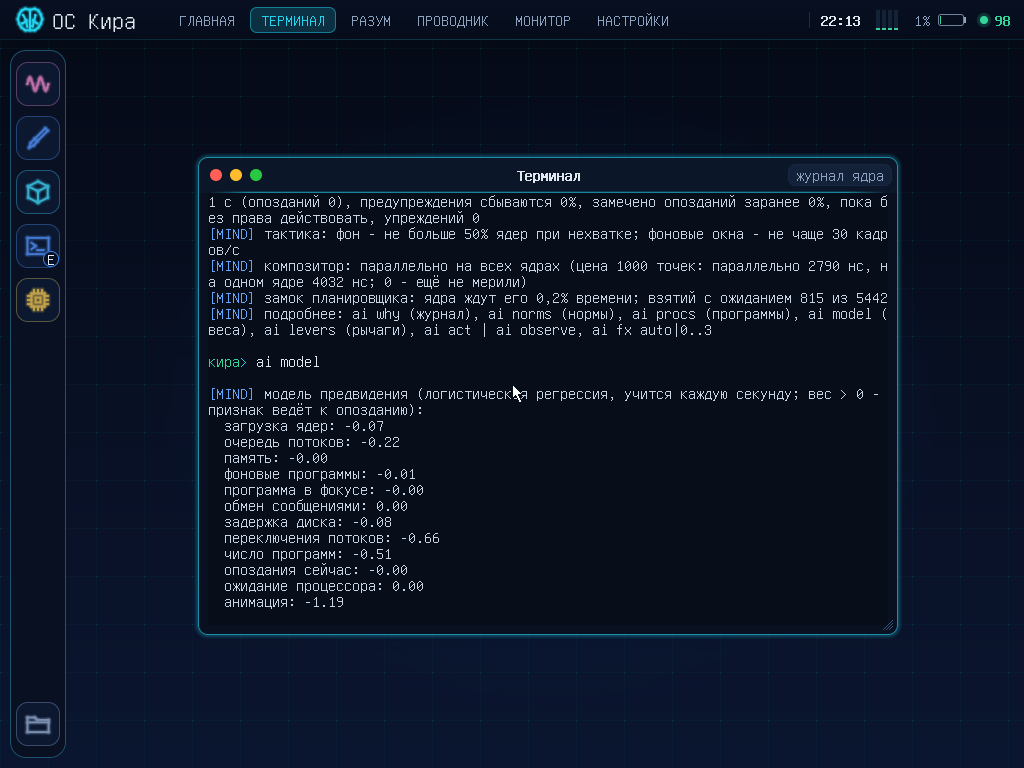 ОС Кира
ГЛАВНАЯ ТЕРМИНАЛ РАЗУМ ПРОВОДНИК МОНИТОР НАСТРОЙКИ
22:13 1% 98
E
Терминал
журнал ядра
1 с (опозданий 0), предупреждения сбываются 0%, замечено опозданий заранее 0%, пока б
ез права действовать, упреждений 0
[MIND] тактика: фон - не больше 50% ядер при нехватке; фоновые окна - не чаще 30 кадр
ов/с
[MIND] композитор: параллельно на всех ядрах (цена 1000 точек: параллельно 2790 нс, н
а одном ядре 4032 нс; 0 - ещё не мерили)
[MIND] замок планировщика: ядра ждут его 0,2% времени; взятий с ожиданием 815 из 5442
[MIND] подробнее: ai why (журнал), ai norms (нормы), ai procs (программы), ai model (
веса), ai levers (рычаги), ai act | ai observe, ai fx auto|0..3
кира> ai model
[MIND] модель предвидения (логистическая регрессия, учится каждую секунду; вес > 0 -
признак ведёт к опозданию):
загрузка ядер: -0.07
очередь потоков: -0.22
память: -0.00
фоновые программы: -0.01
программа в фокусе: -0.00
обмен сообщениями: 0.00
задержка диска: -0.08
переключения потоков: -0.66
число программ: -0.51
опоздания сейчас: -0.00
ожидание процессора: 0.00
анимация: -1.19